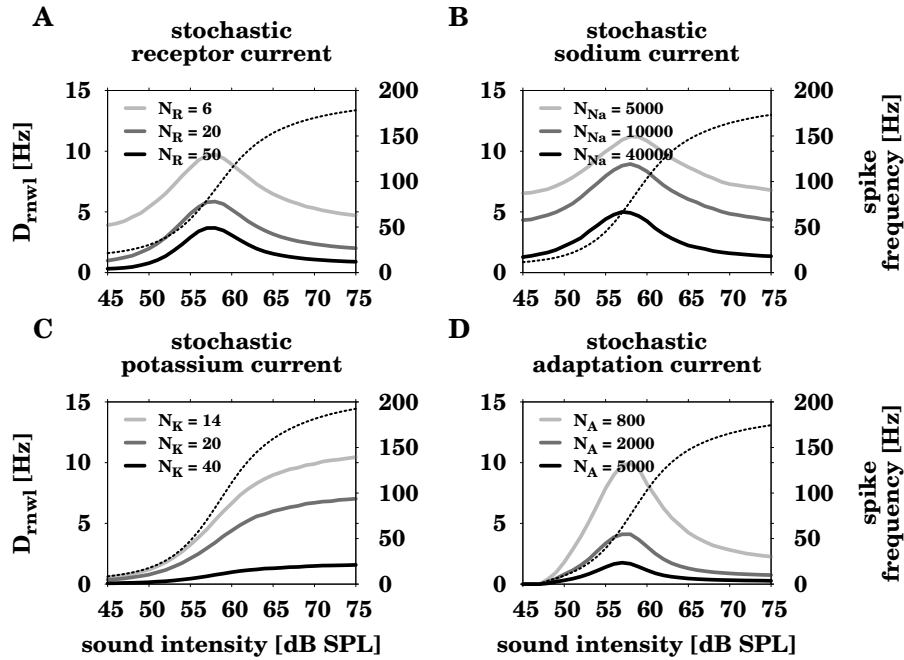 A
stochastic
receptor current
15
10
5
0
D_rnwl [Hz]
N_R = 6
N_R = 20
N_R = 50
200
150
100
50
0
45 50 55 60 65 70 75
B
stochastic
sodium current
15
10
5
0
N_Na = 5000
N_Na = 10000
N_Na = 40000
200
150
100
50
0
spike
frequency [Hz]
45 50 55 60 65 70 75
C
stochastic
potassium current
15
10
5
0
D_rnwl [Hz]
N_K = 14
N_K = 20
N_K = 40
200
150
100
50
0
45 50 55 60 65 70 75
sound intensity [dB SPL]
D
stochastic
adaptation current
15
10
5
0
N_A = 800
N_A = 2000
N_A = 5000
200
150
100
50
0
spike
frequency [Hz]
45 50 55 60 65 70 75
sound intensity [dB SPL]